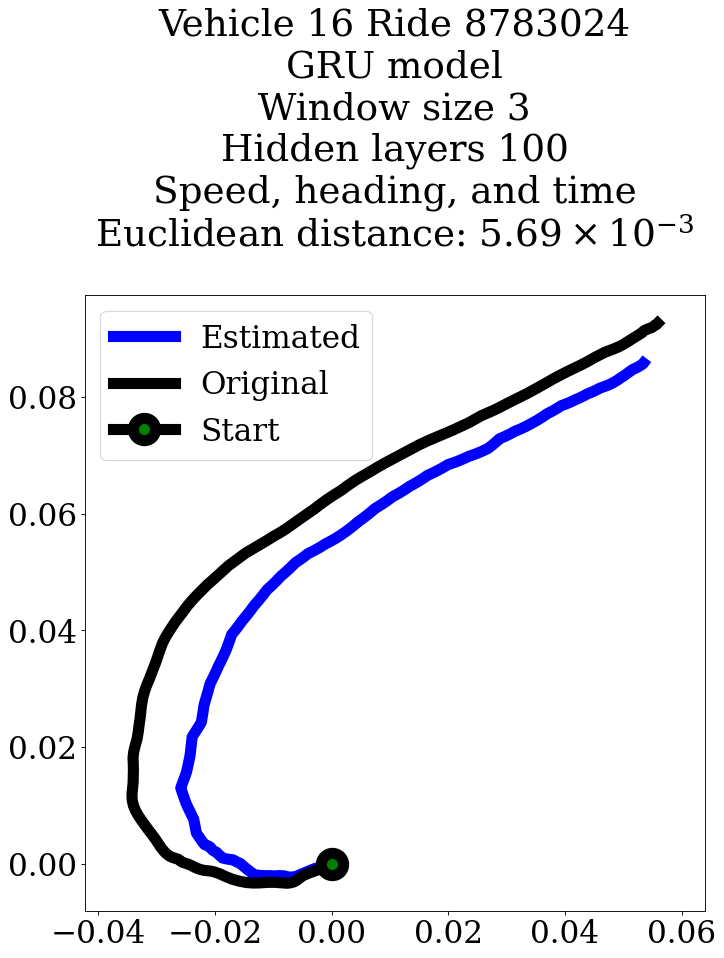 Vehicle 16 Ride 8783024
GRU model
Window size 3
Hidden layers 100
Speed, heading, and time
Euclidean distance: 5.69 × 10⁻³
Estimated
Original
Start
0.08
0.06
0.04
0.02
0.00
−0.04 −0.02 0.00 0.02 0.04 0.06